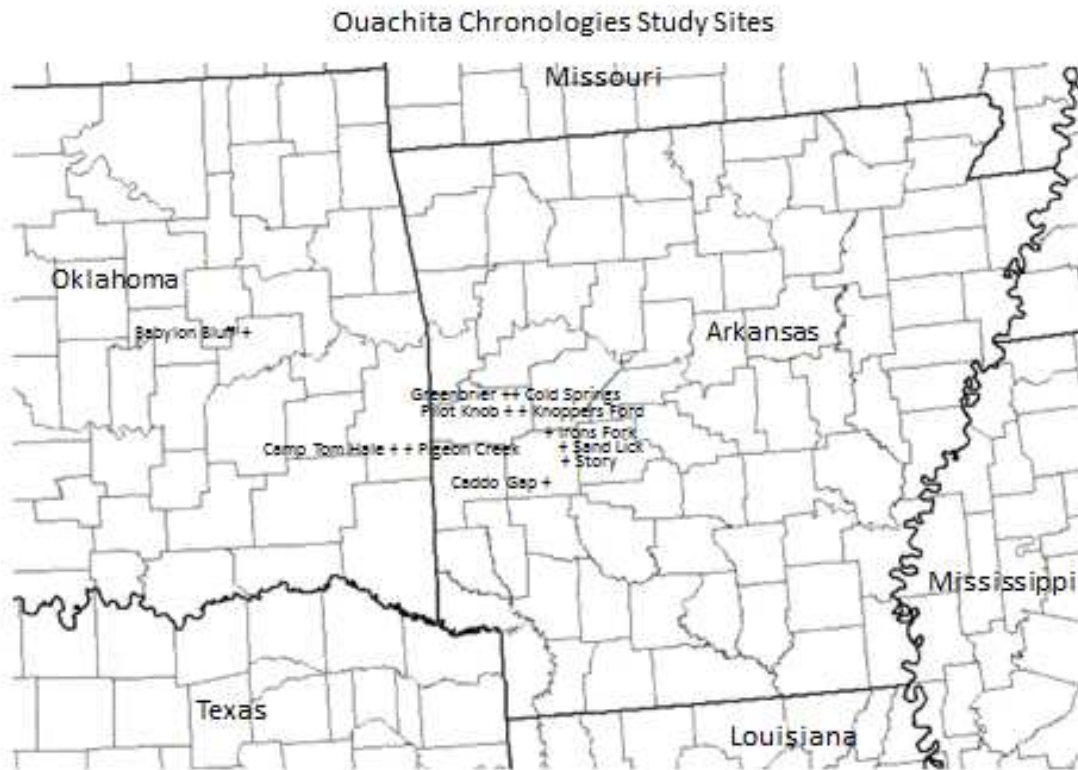 Ouachita Chronologies Study Sites
Missouri
Oklahoma
Babylon Bluff +
Arkansas
Greenbrier ++ Cold Springs
Pilot Knob + + Knoppers Ford
+ Irons Fork
Camp Tom Hale + + Pigeon Creek
+ Sand Lick
+ Story
Caddo Gap +
Mississippi
Texas
Louisiana